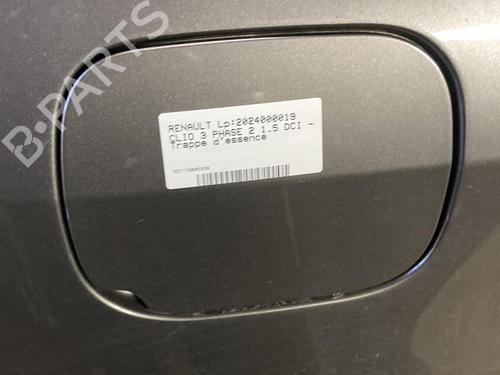 B-PARTS
RENAULT Lp:2024000019
CLIO 3 PHASE 2 1.5 DCI -
Trappe d'essence